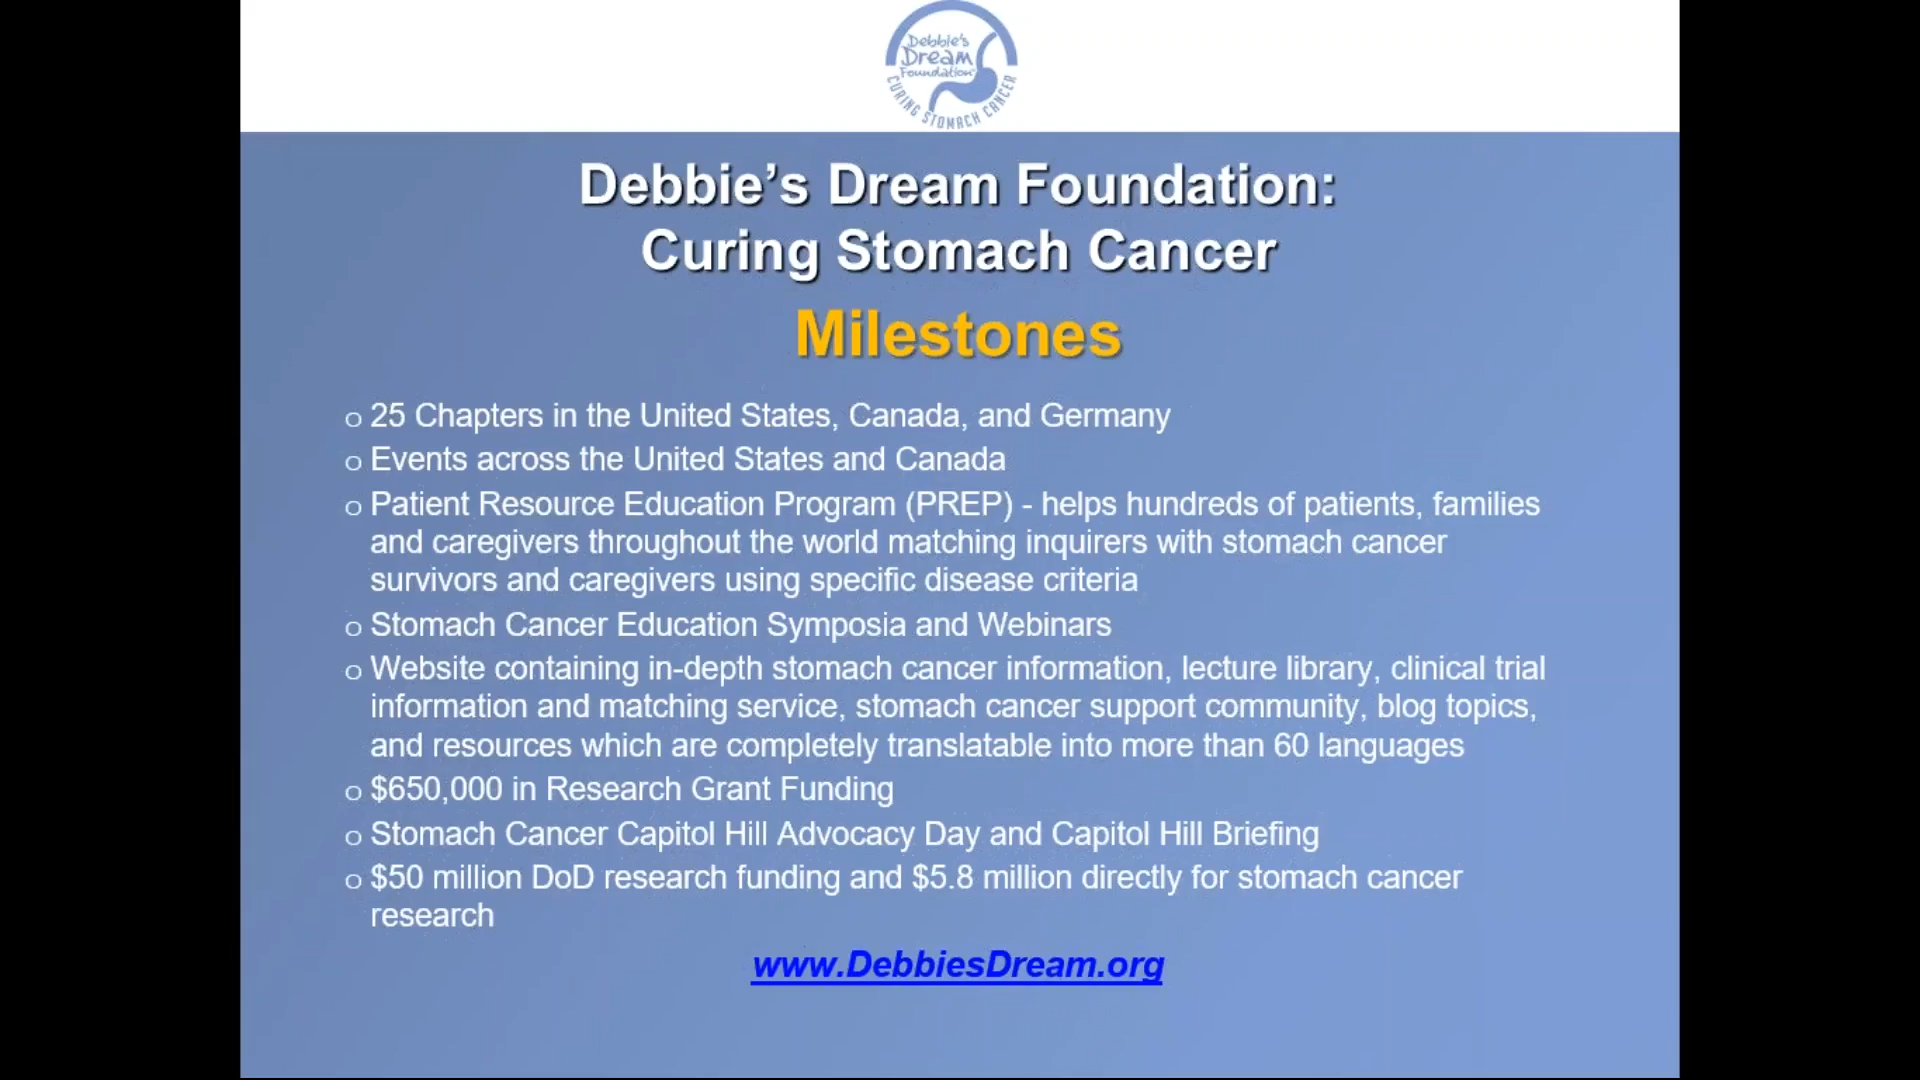 Debbie's
Dream
Foundation
CURING STOMACH CANCER
Debbie’s Dream Foundation:
Curing Stomach Cancer
Milestones
o 25 Chapters in the United States, Canada, and Germany
o Events across the United States and Canada
o Patient Resource Education Program (PREP) - helps hundreds of patients, families
and caregivers throughout the world matching inquirers with stomach cancer
survivors and caregivers using specific disease criteria
o Stomach Cancer Education Symposia and Webinars
o Website containing in-depth stomach cancer information, lecture library, clinical trial
information and matching service, stomach cancer support community, blog topics,
and resources which are completely translatable into more than 60 languages
o $650,000 in Research Grant Funding
o Stomach Cancer Capitol Hill Advocacy Day and Capitol Hill Briefing
o $50 million DoD research funding and $5.8 million directly for stomach cancer
research
www.DebbiesDream.org